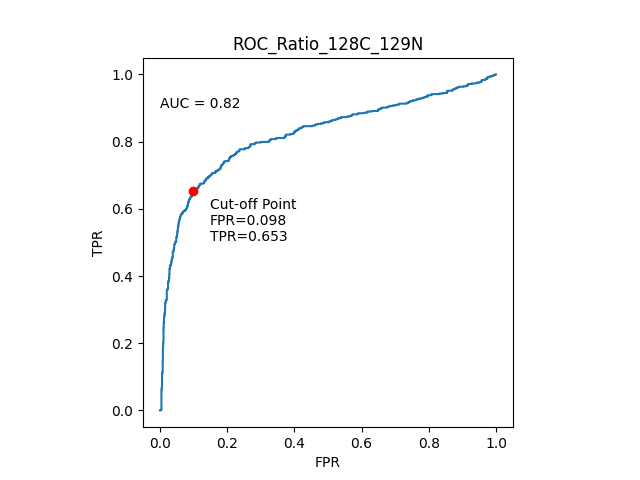 ROC_Ratio_128C_129N
1.0
AUC = 0.82
0.8
Cut-off Point
0.6
FPR=0.098
TPR=0.653
TPR
0.4
0.2
0.0
0.0 0.2 0.4 0.6 0.8 1.0
FPR